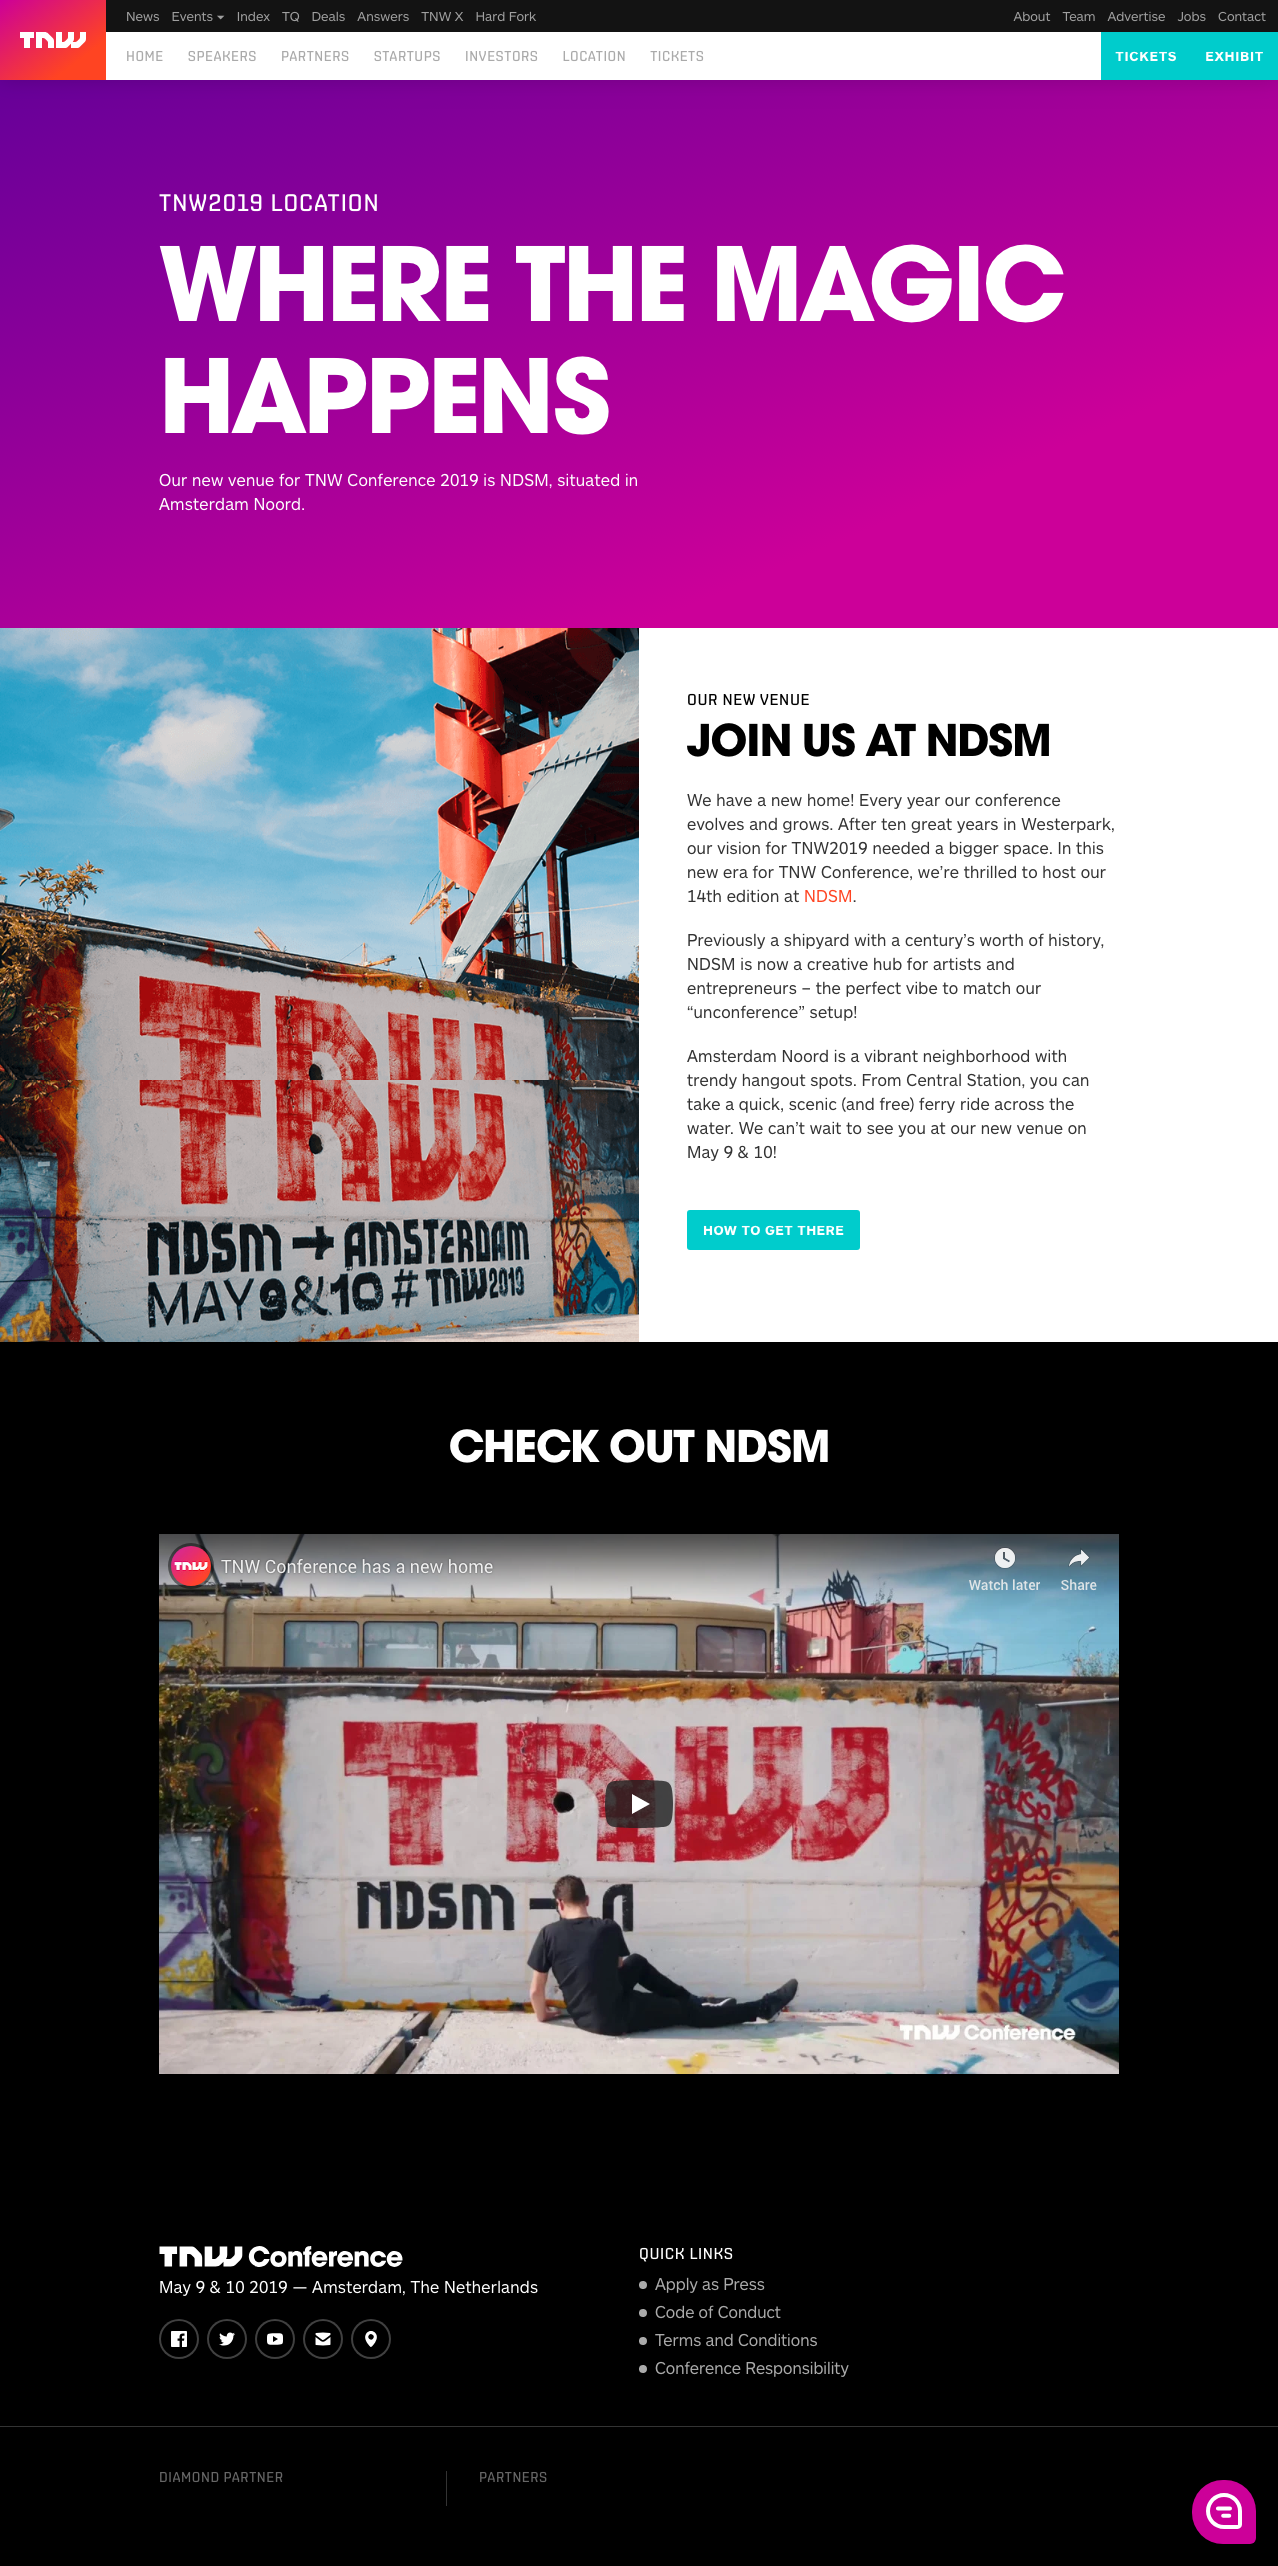 TNW
News Events Index TQ Deals Answers TNW X Hard Fork
About Team Advertise Jobs Contact
HOME SPEAKERS PARTNERS STARTUPS INVESTORS LOCATION TICKETS
TICKETS EXHIBIT
TNW2019 LOCATION
WHERE THE MAGIC
HAPPENS
Our new venue for TNW Conference 2019 is NDSM, situated in
Amsterdam Noord.
TNW
TNW
NDSM → AMSTERDAM
MAY 9&10 # TNW2019
OUR NEW VENUE
JOIN US AT NDSM
We have a new home! Every year our conference
evolves and grows. After ten great years in Westerpark,
our vision for TNW2019 needed a bigger space. In this
new era for TNW Conference, we’re thrilled to host our
14th edition at NDSM.
Previously a shipyard with a century’s worth of history,
NDSM is now a creative hub for artists and
entrepreneurs – the perfect vibe to match our
“unconference” setup!
Amsterdam Noord is a vibrant neighborhood with
trendy hangout spots. From Central Station, you can
take a quick, scenic (and free) ferry ride across the
water. We can’t wait to see you at our new venue on
May 9 & 10!
HOW TO GET THERE
CHECK OUT NDSM
TNW
TNW Conference has a new home
Watch later
Share
TNW
NDSM
TNW Conference
TNW Conference
May 9 & 10 2019 — Amsterdam, The Netherlands
QUICK LINKS
Apply as Press
Code of Conduct
Terms and Conditions
Conference Responsibility
DIAMOND PARTNER
PARTNERS